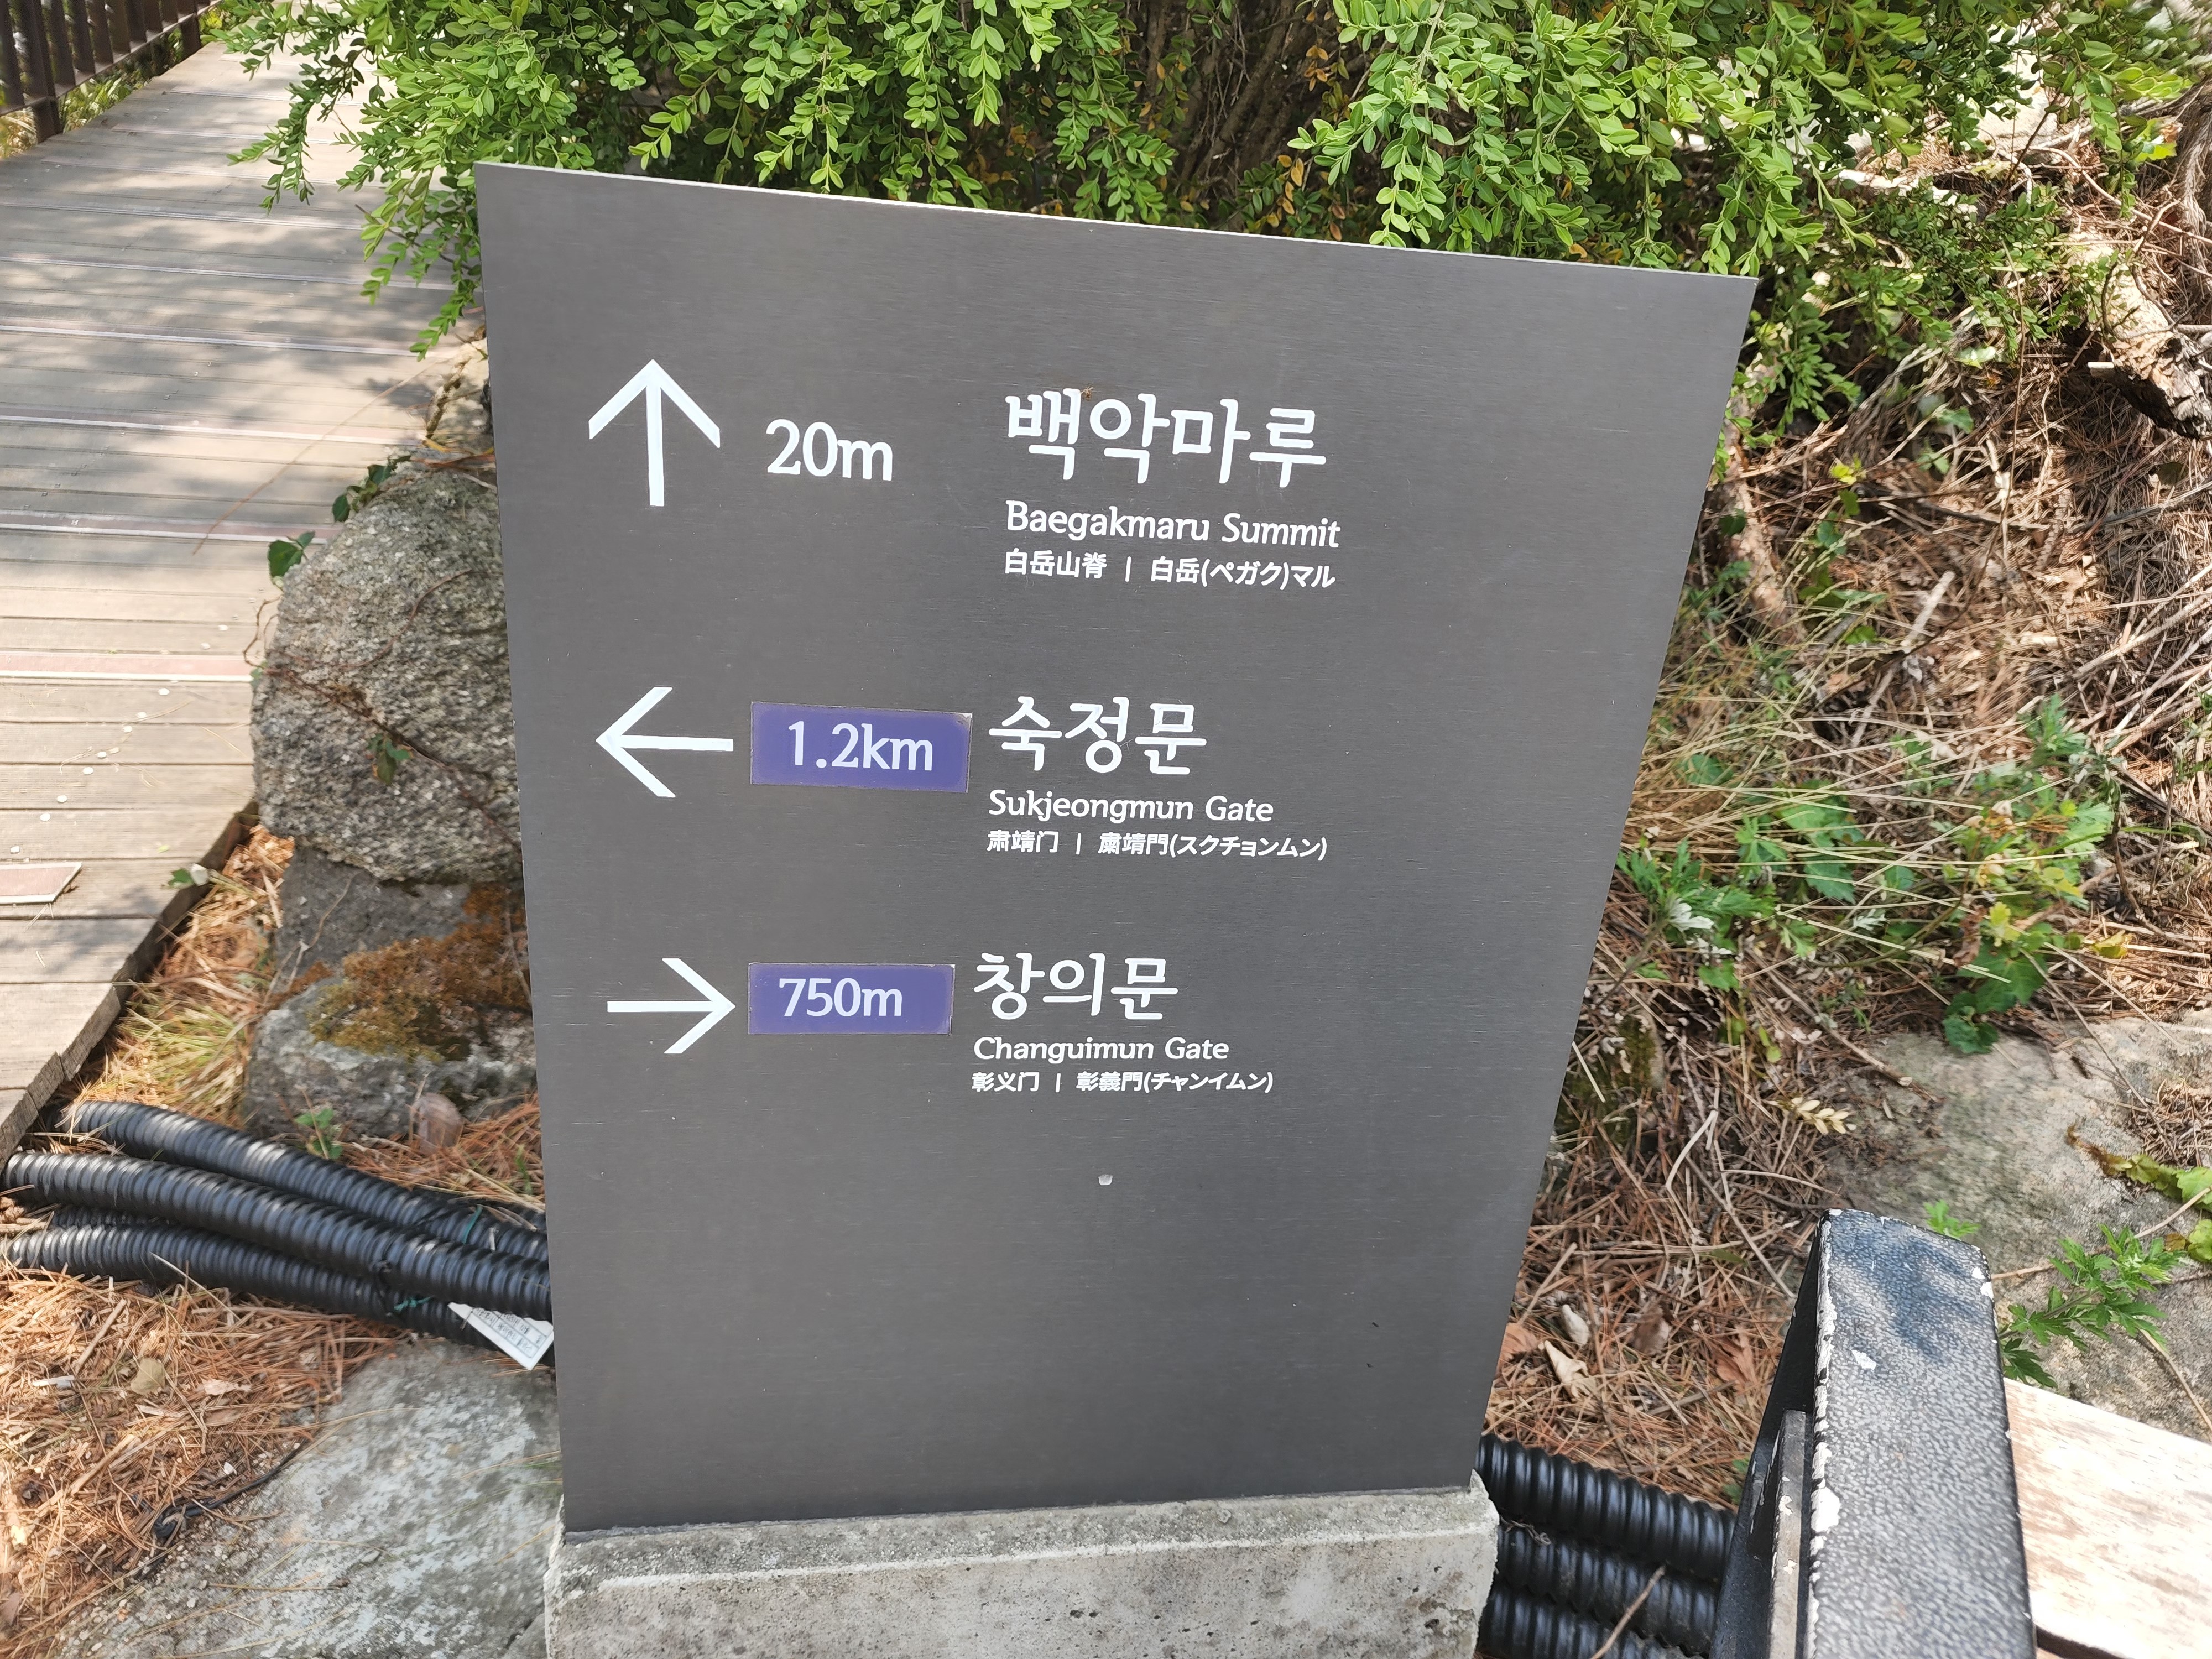 ↑ 20m 백악마루
Baegakmaru Summit
白岳山脊 | 白岳(ペガク)マル
← 1.2km 숙정문
Sukjeongmun Gate
肃靖门 | 粛靖門(スクチョンムン)
→ 750m 창의문
Changuimun Gate
彰义门 | 彰義門(チャンイムン)